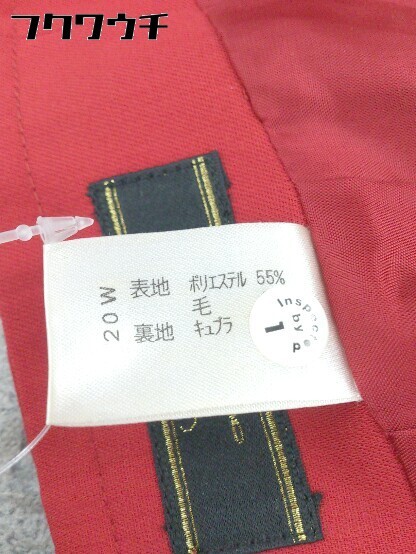 フクワウチ
20W
表地 ポリエステル 55%
毛
裏地 キュプラ
Inspected
by
1